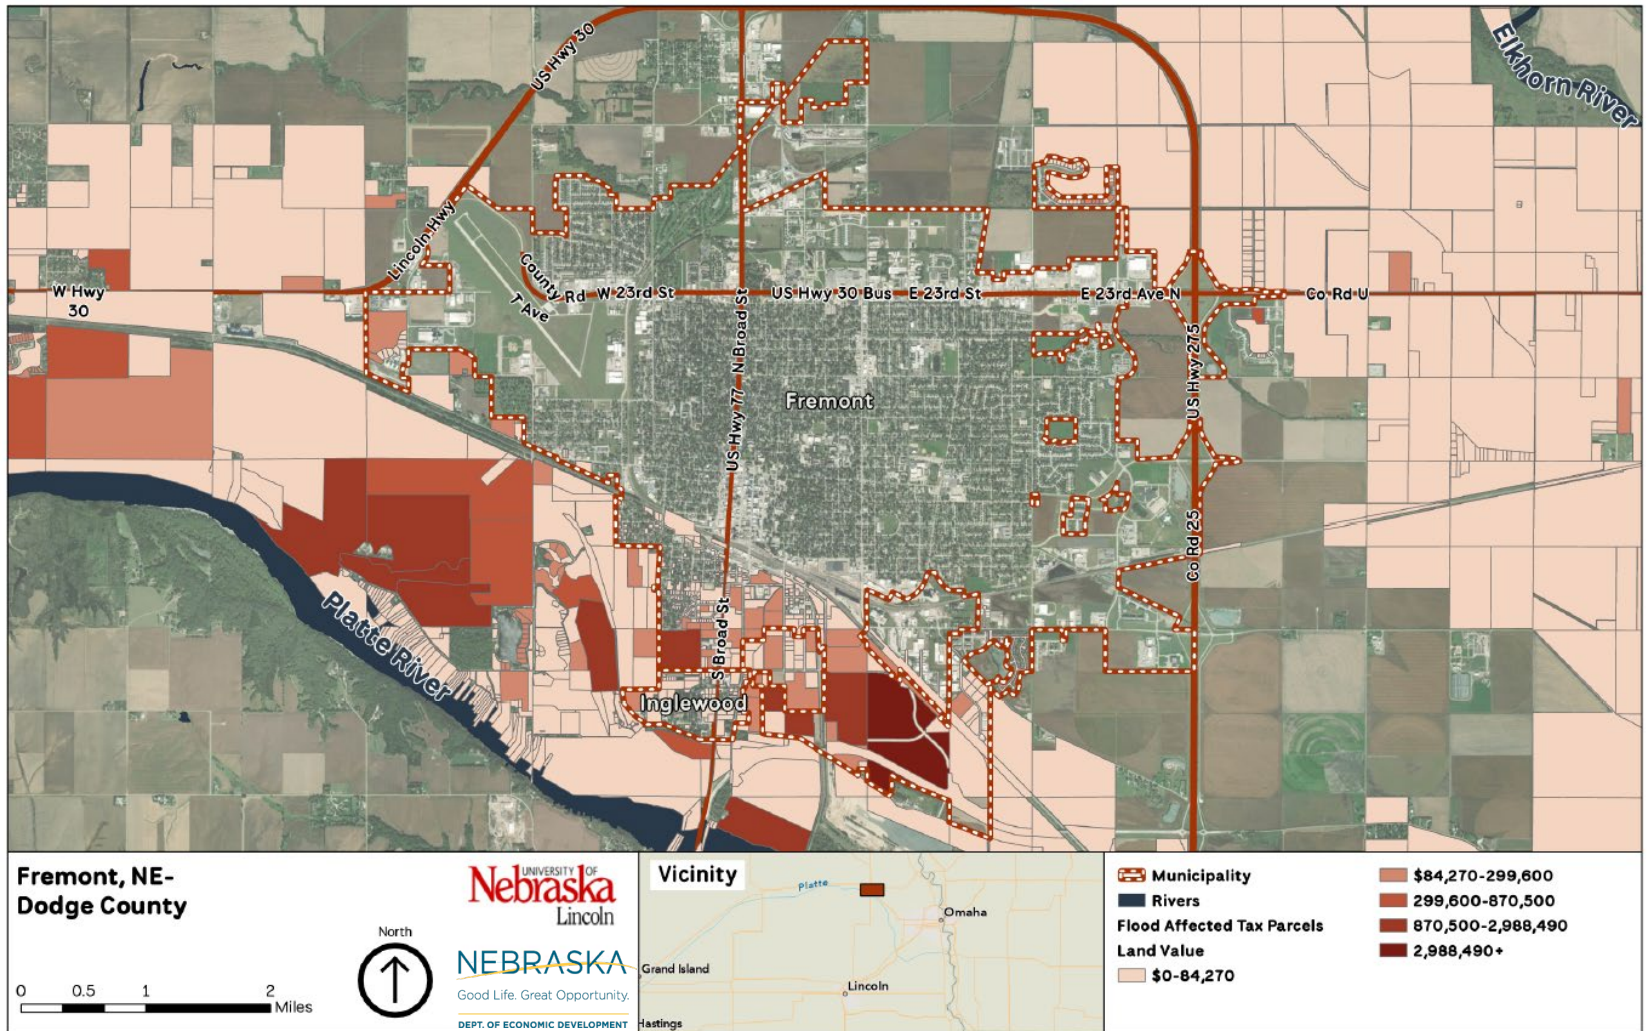 US Hwy 30
Elkhorn River
Lincoln Hwy
W Hwy
30
County Rd
T Ave
W 23rd St
US Hwy 30 Bus
E 23rd St
E 23rd Ave N
Co Rd U
US Hwy 77
N Broad St
US Hwy 275
Fremont
Co Rd 25
Platte River
S Broad St
Inglewood
Fremont, NE-
Dodge County
UNIVERSITY OF
Nebraska
Lincoln
North
NEBRASKA
Good Life. Great Opportunity.
DEPT. OF ECONOMIC DEVELOPMENT
0 0.5 1 2
Miles
Vicinity
Platte
Omaha
Grand Island
Lincoln
Hastings
Municipality
Rivers
Flood Affected Tax Parcels
Land Value
$0-84,270
$84,270-299,600
299,600-870,500
870,500-2,988,490
2,988,490+